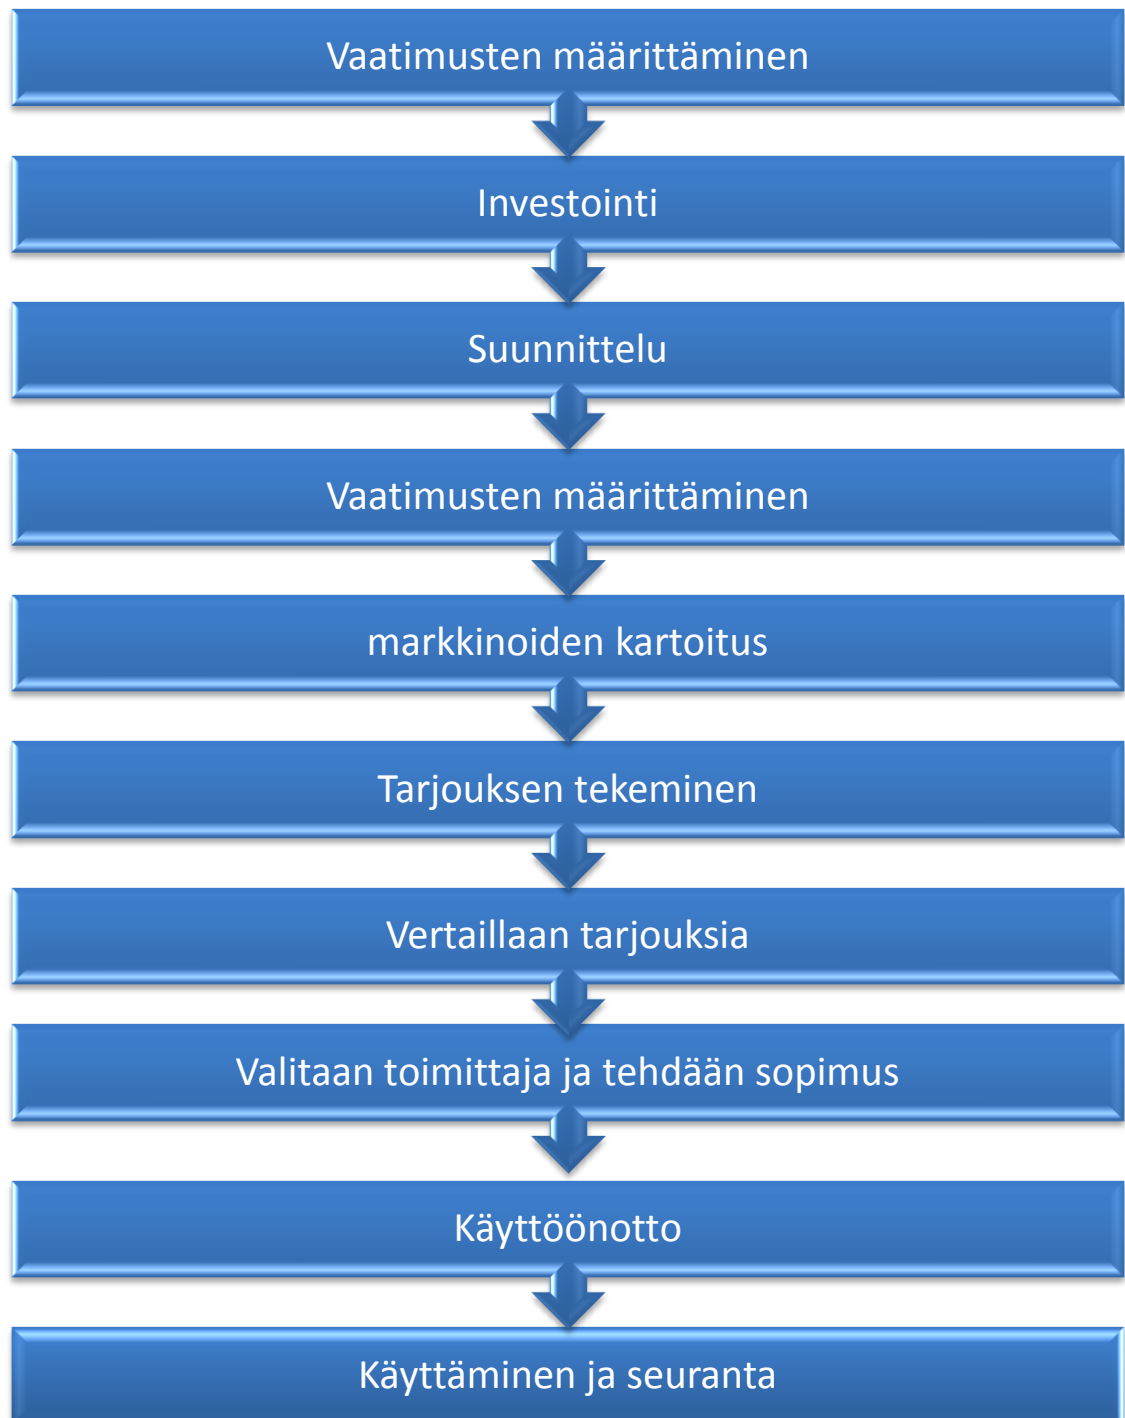 Vaatimusten määrittäminen
Investointi
Suunnittelu
Vaatimusten määrittäminen
markkinoiden kartoitus
Tarjouksen tekeminen
Vertaillaan tarjouksia
Valitaan toimittaja ja tehdään sopimus
Käyttöönotto
Käyttäminen ja seuranta